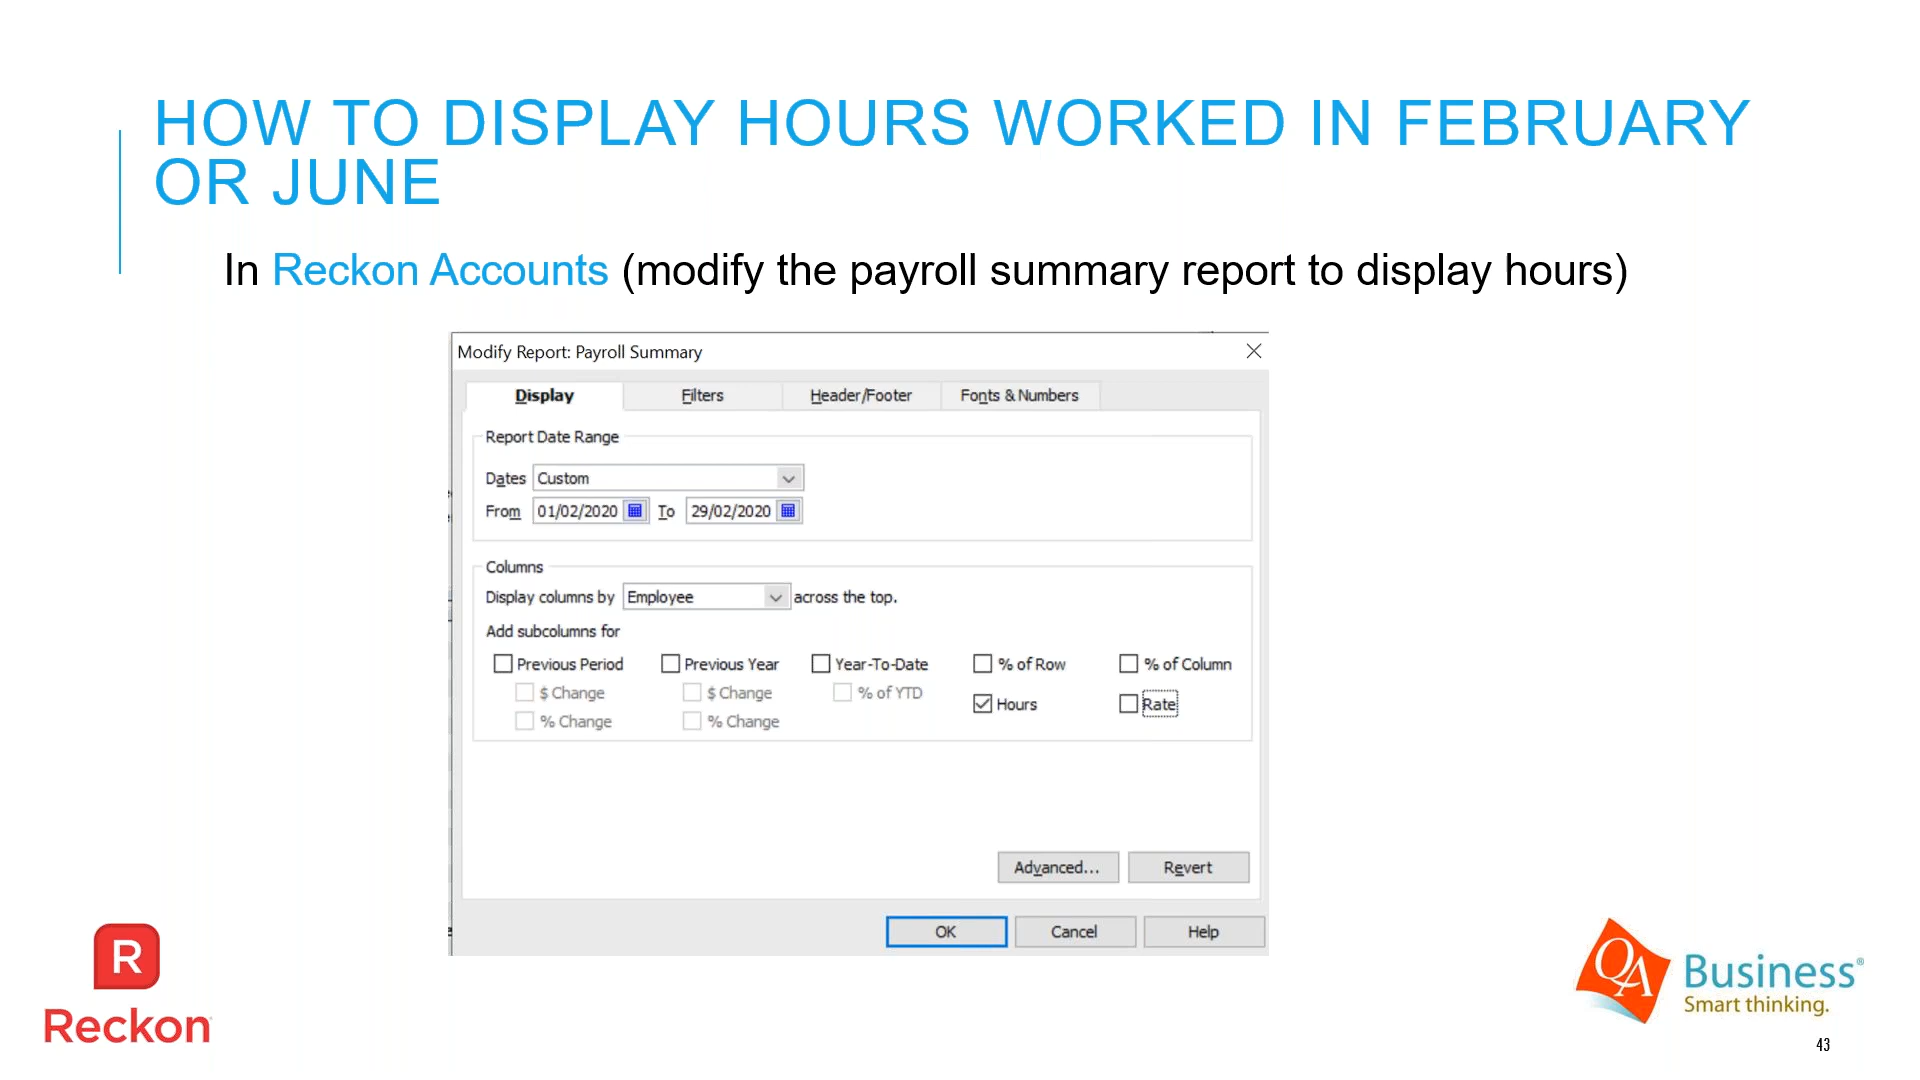 HOW TO DISPLAY HOURS WORKED IN FEBRUARY
OR JUNE
In Reckon Accounts (modify the payroll summary report to display hours)
Modify Report: Payroll Summary
Display Filters Header/Footer Fonts & Numbers
Report Date Range
Dates Custom
From 01/02/2020 To 29/02/2020
Columns
Display columns by Employee across the top.
Add subcolumns for
Previous Period Previous Year Year-To-Date % of Row % of Column
$ Change $ Change % of YTD
Hours Rate
% Change % Change
Advanced... Revert
OK Cancel Help
R
Reckon
QA Business®
Smart thinking.
43